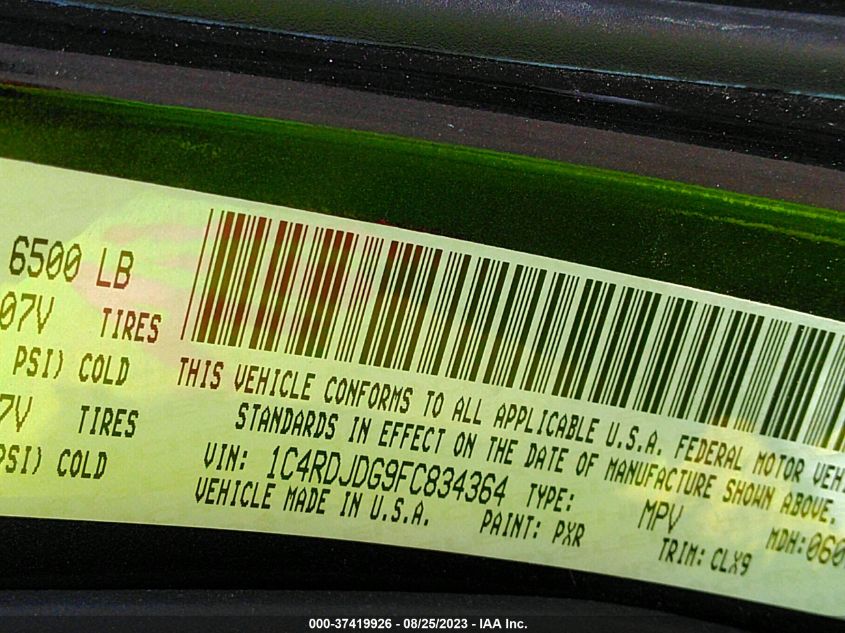 6500 LB
07V TIRES
PSI) COLD
7V TIRES
PSI) COLD
THIS VEHICLE CONFORMS TO ALL APPLICABLE U.S.A. FEDERAL MOTOR VEHI
STANDARDS IN EFFECT ON THE DATE OF MANUFACTURE SHOWN ABOVE.
VIN: 1C4RDJDG9FC834364 TYPE: MPV MDH:060
VEHICLE MADE IN U.S.A. PAINT: PXR TRIM: CLX9
000-37419926 - 08/25/2023 - IAA Inc.